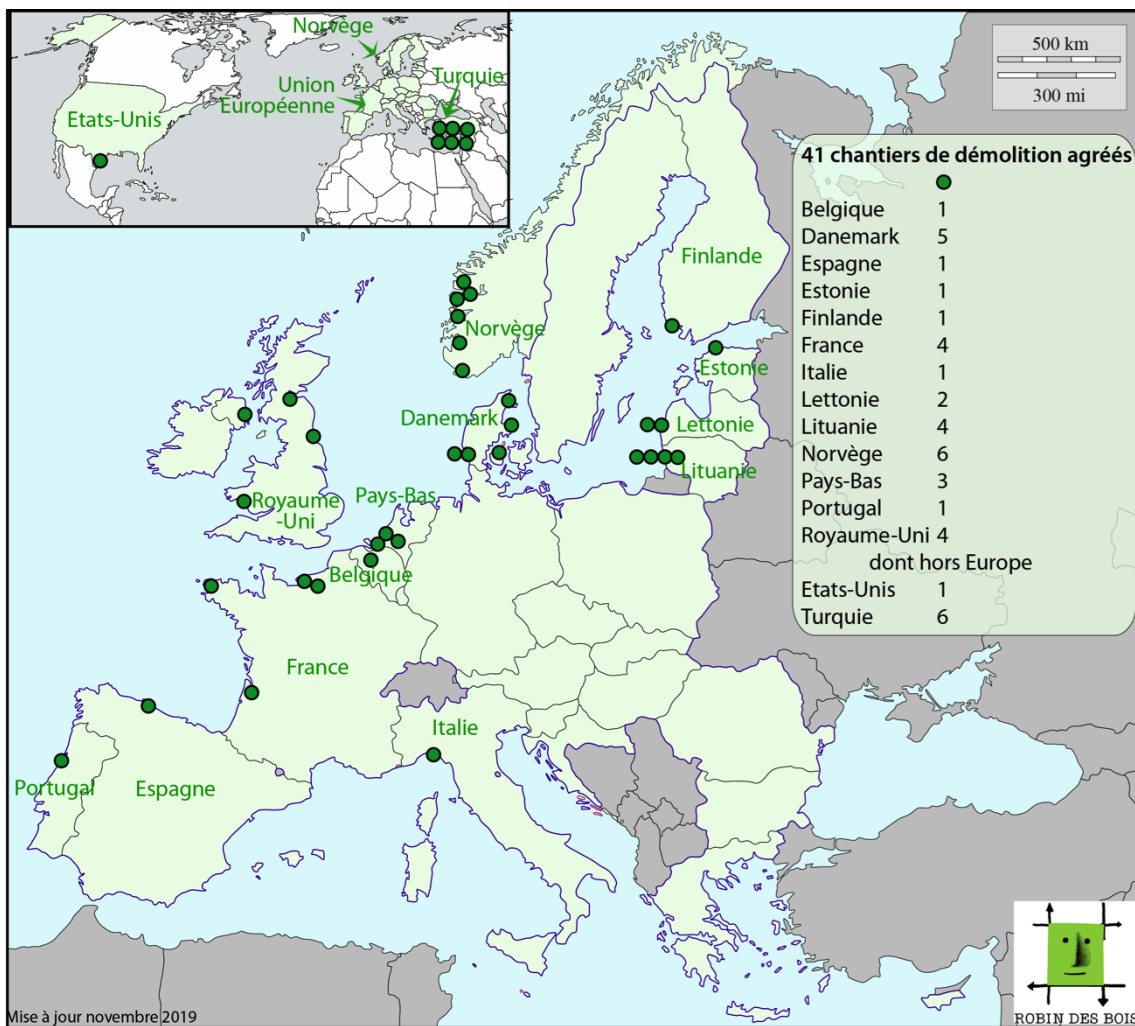 Norvège
Union
Européenne
Turquie
Etats-Unis
500 km
300 mi
41 chantiers de démolition agréés
Belgique 1
Danemark 5
Espagne 1
Estonie 1
Finlande 1
France 4
Italie 1
Lettonie 2
Lituanie 4
Norvège 6
Pays-Bas 3
Portugal 1
Royaume-Uni 4
dont hors Europe
Etats-Unis 1
Turquie 6
Finlande
Norvège
Estonie
Danemark
Lettonie
Lituanie
Royaume
-Uni
Pays-Bas
Belgique
France
Italie
Portugal
Espagne
Mise à jour novembre 2019
ROBIN DES BOIS